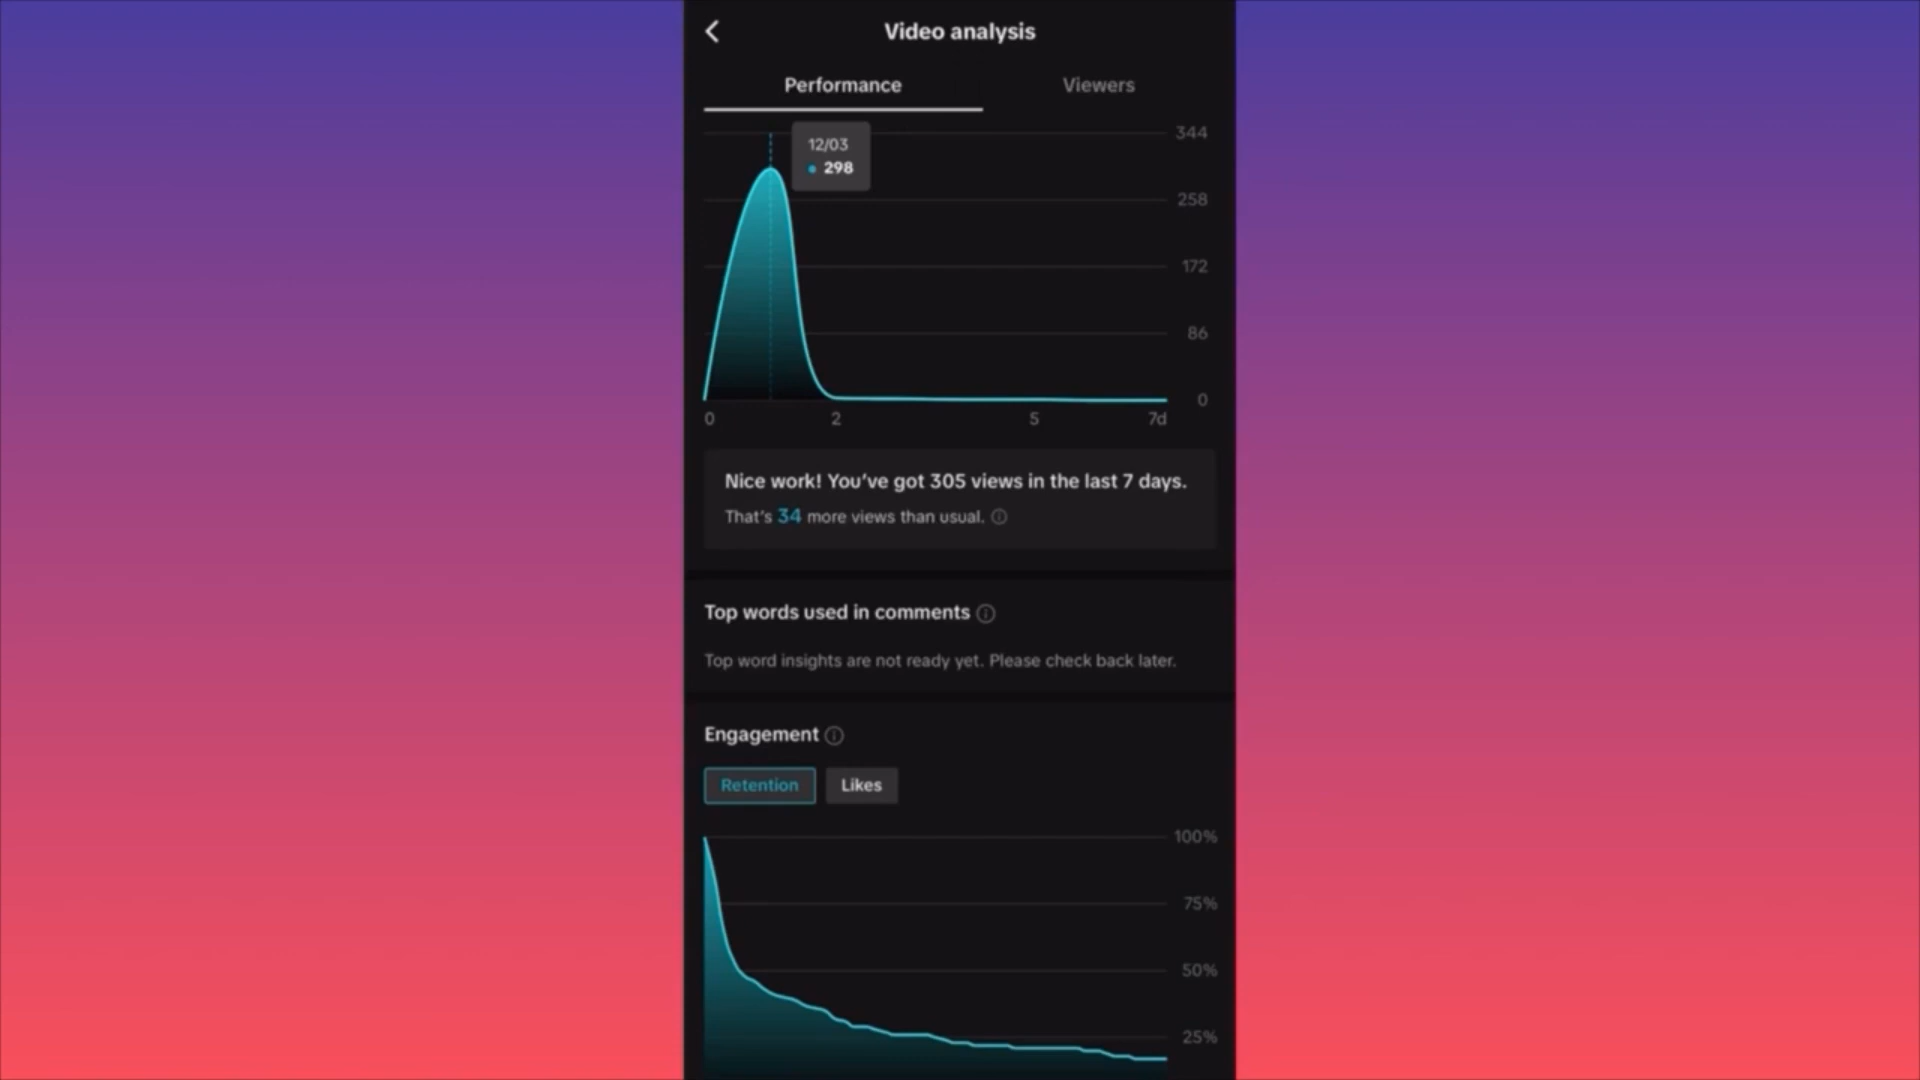 Video analysis
Performance
Viewers
344
12/03
298
258
172
86
0
0 2 5 7d
Nice work! You've got 305 views in the last 7 days.
That's 34 more views than usual.
Top words used in comments
Top word insights are not ready yet. Please check back later.
Engagement
Retention
Likes
100%
75%
50%
25%